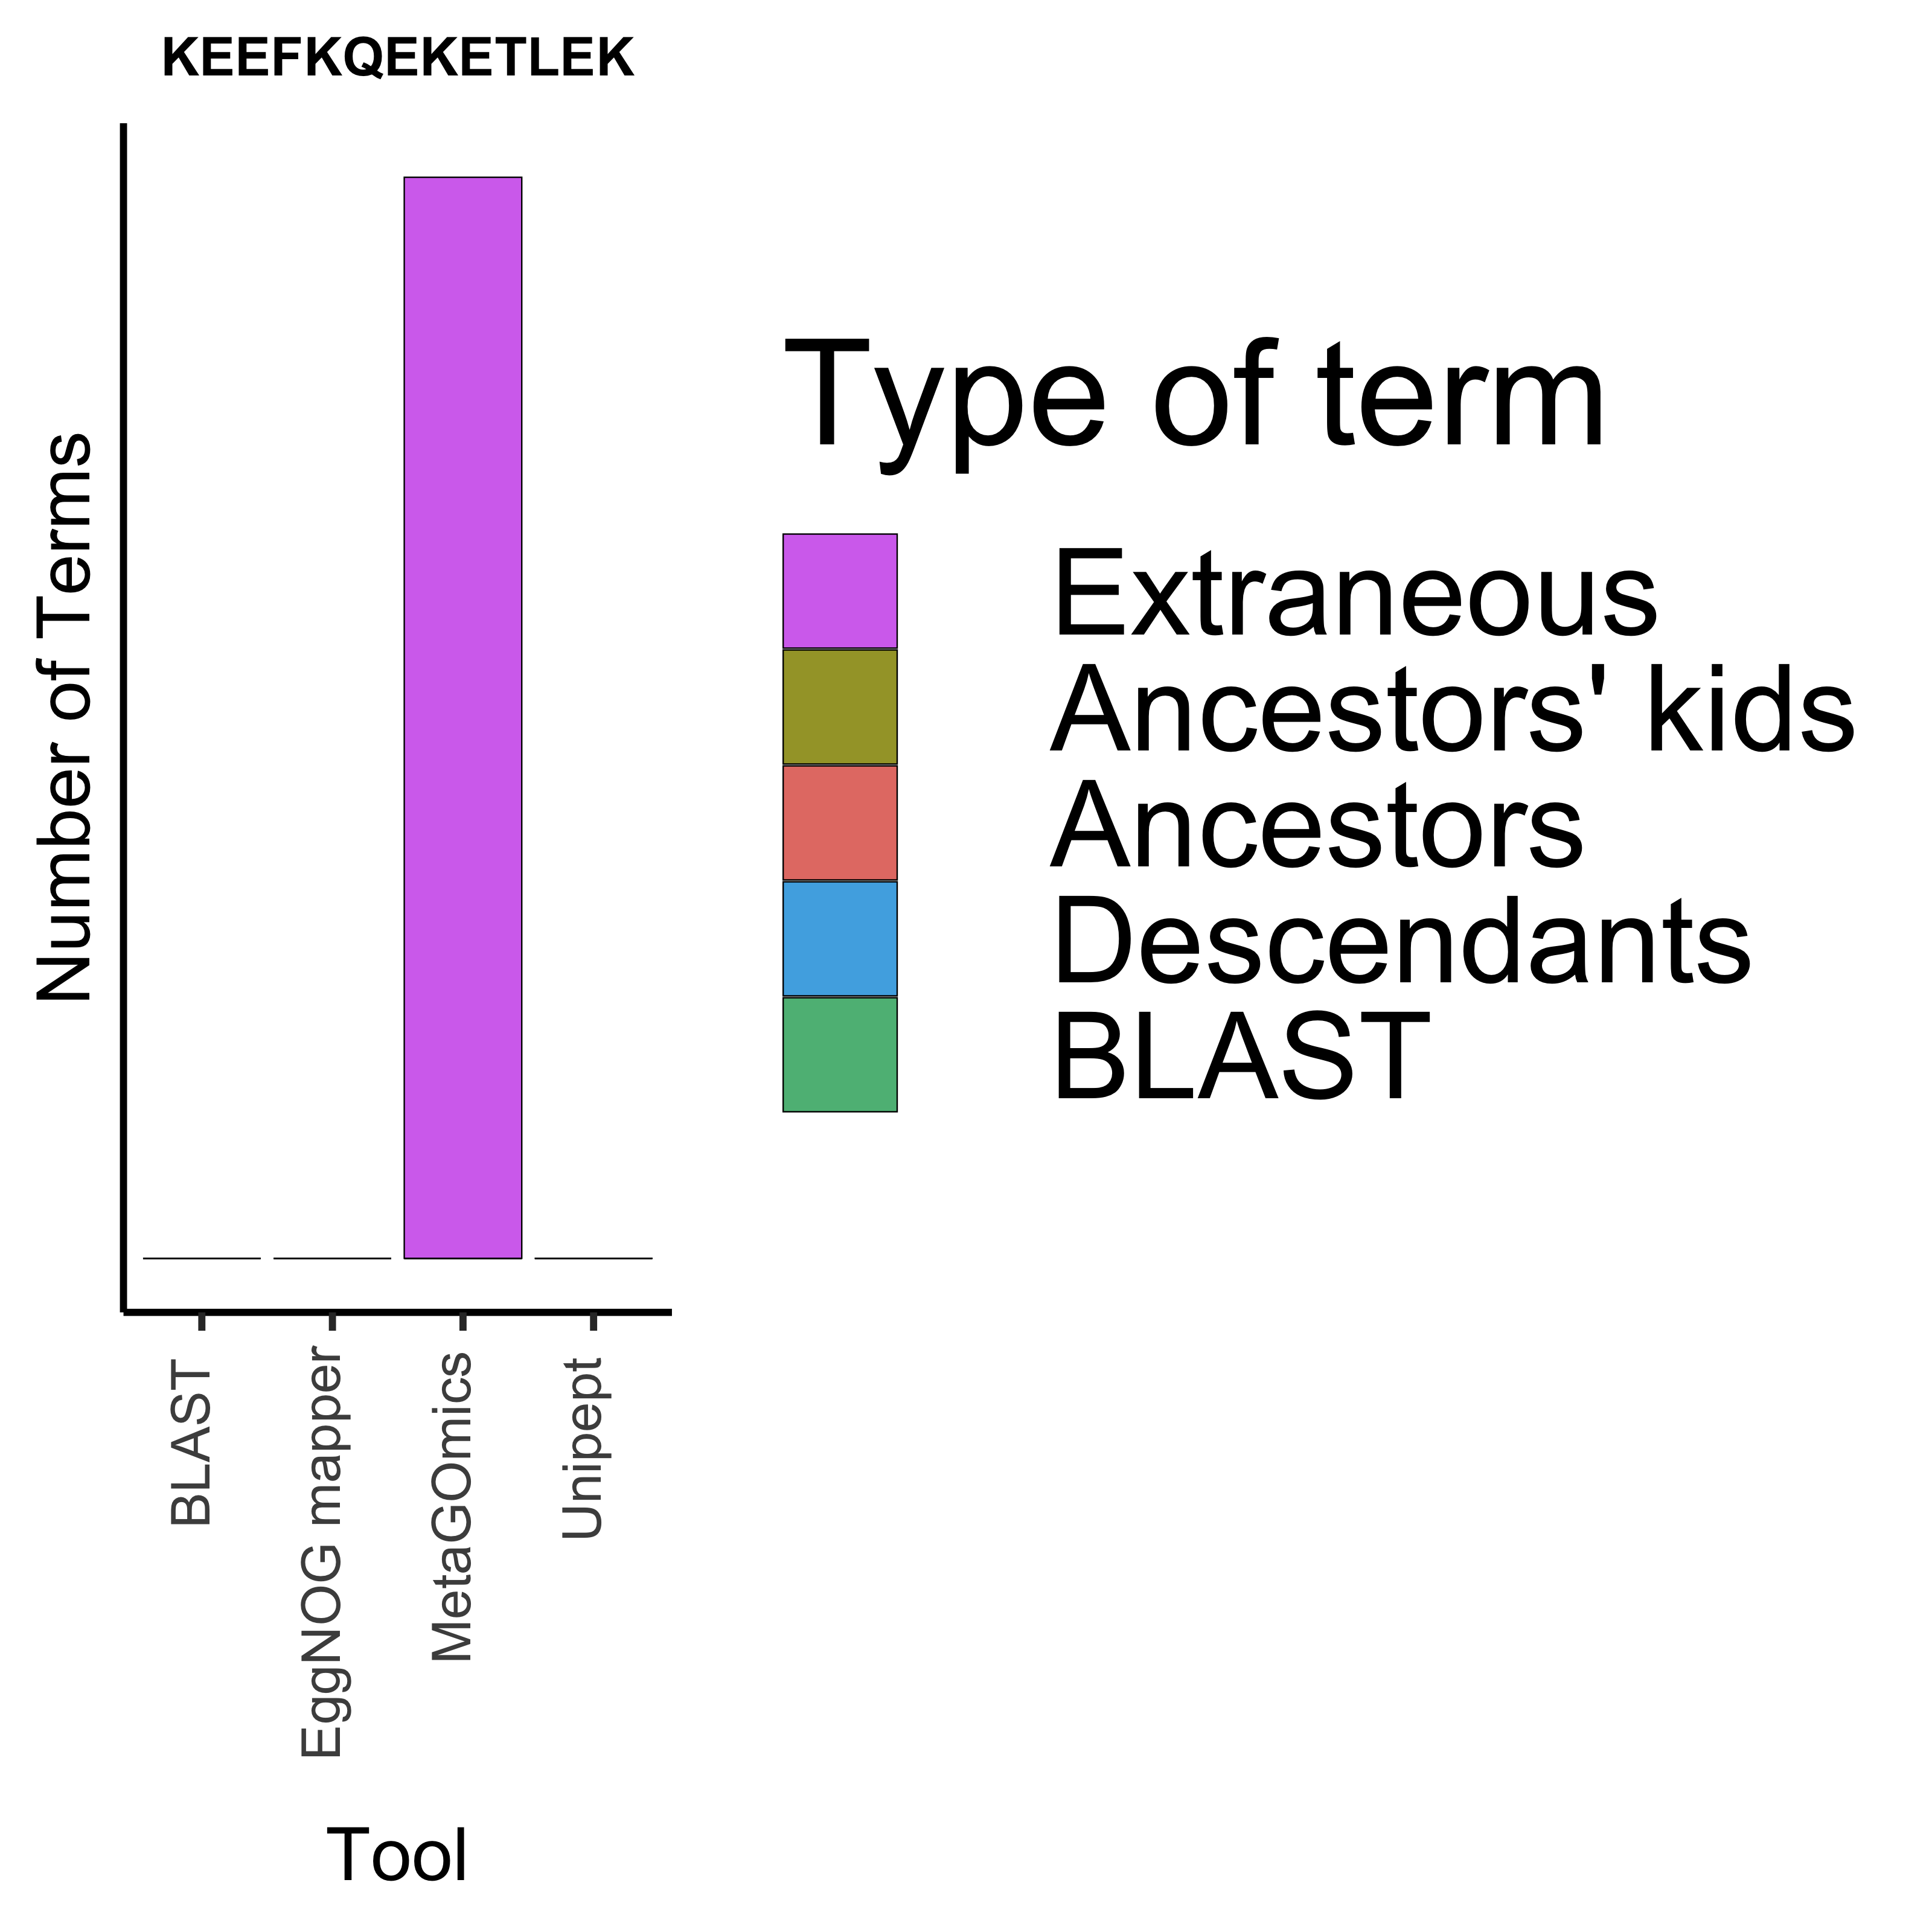 KEEFKQEKETLEK
Number of Terms
Type of term
Extraneous
Ancestors' kids
Ancestors
Descendants
BLAST
BLAST
EggNOG mapper
MetaGOmics
Unipept
Tool